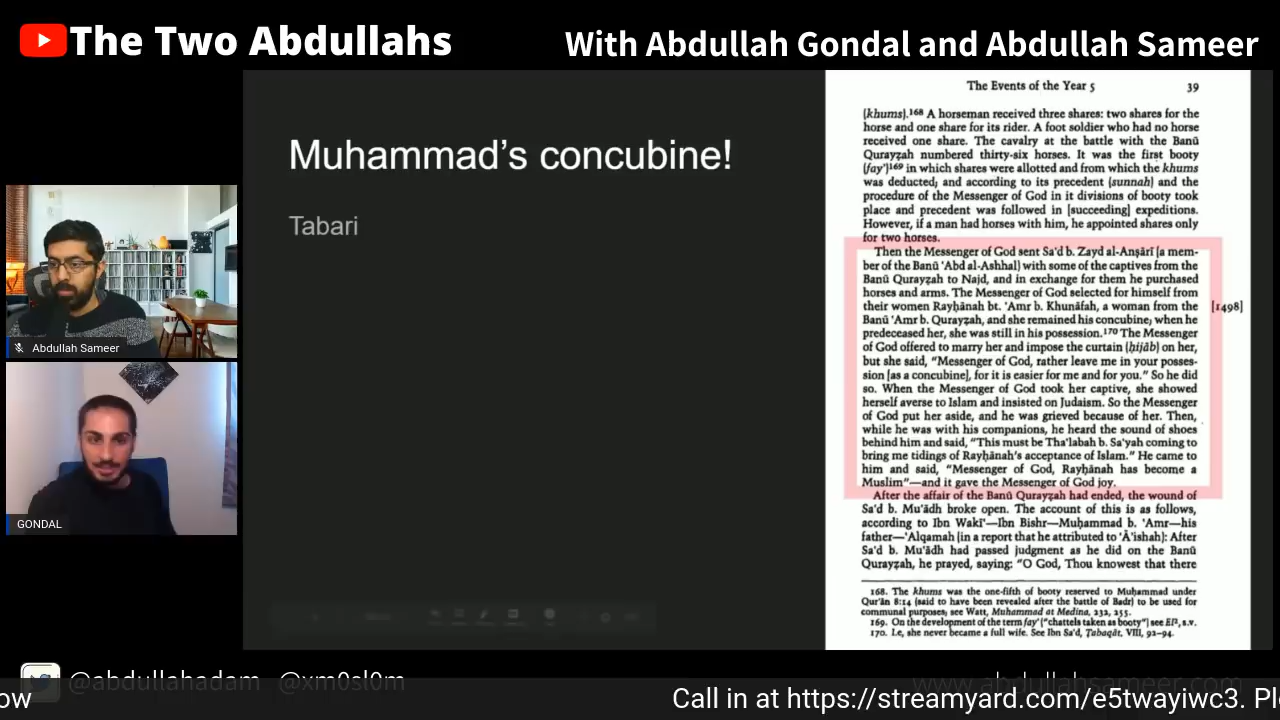 The Two Abdullahs
With Abdullah Gondal and Abdullah Sameer
Muhammad's concubine!
Tabari
Abdullah Sameer
GONDAL
The Events of the Year 5
39
(khums).168 A horseman received three shares: two shares for the
horse and one share for its rider. A foot soldier who had no horse
received one share. The cavalry at the battle with the Banū
Qurayẓah numbered thirty-six horses. It was the first booty
(fay')169 in which shares were allotted and from which the khums
was deducted; and according to its precedent (sunnah) and the
procedure of the Messenger of God in it divisions of booty took
place and precedent was followed in [succeeding] expeditions.
However, if a man had horses with him, he appointed shares only
for two horses.
Then the Messenger of God sent Sa'd b. Zayd al-Anṣārī (a mem-
ber of the Banū 'Abd al-Ashhal) with some of the captives from the
Banū Qurayẓah to Najd, and in exchange for them he purchased
horses and arms. The Messenger of God selected for himself from
their women Rayḥānah bt. 'Amr b. Khunāfah, a woman from the
[1498]
Banū 'Amr b. Qurayẓah, and she remained his concubine; when he
predeceased her, she was still in his possession.170 The Messenger
of God offered to marry her and impose the curtain (ḥijāb) on her,
but she said, "Messenger of God, rather leave me in your posses-
sion [as a concubine], for it is easier for me and for you." So he did
so. When the Messenger of God took her captive, she showed
herself averse to Islam and insisted on Judaism. So the Messenger
of God put her aside, and he was grieved because of her. Then,
while he was with his companions, he heard the sound of shoes
behind him and said, "This must be Tha'labah b. Sa'yah coming to
bring me tidings of Rayḥānah's acceptance of Islam." He came to
him and said, "Messenger of God, Rayḥānah has become a
Muslim"—and it gave the Messenger of God joy.
After the affair of the Banū Qurayẓah had ended, the wound of
Sa'd b. Mu'ādh broke open. The account of this is as follows,
according to Ibn Wakī'—Ibn Bishr—Muḥammad b. 'Amr—his
father—'Alqamah (in a report that he attributed to 'Ā'ishah): After
Sa'd b. Mu'ādh had passed judgment as he did on the Banū
Qurayẓah, he prayed, saying: "O God, Thou knowest that there
168. The khums was the one-fifth of booty reserved to Muḥammad under
Qur'ān 8:14 (said to have been revealed after the battle of Badr) to be used for
communal purposes; see Watt, Muhammad at Medina, 232, 255.
169. On the development of the term fay' ("chattels taken as booty") see EI², s.v.
170. I.e, she never became a full wife. See Ibn Sa'd, Ṭabaqāt, VIII, 92–94.
@abdullahadam @xm0sl0m
www.abdullahsameer.com
ow
Call in at https://streamyard.com/e5twayiwc3. Pl